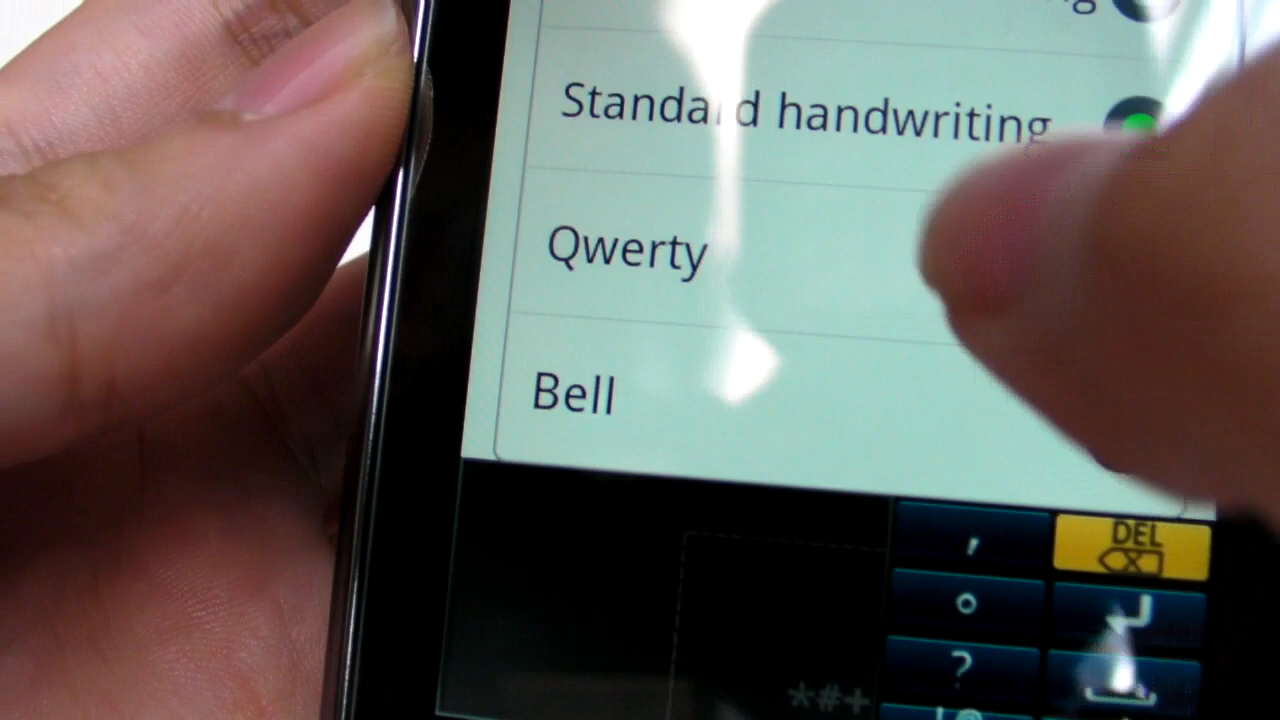 g
Standard handwriting
Qwerty
Bell
,
DEL
°
?
*#+
!@